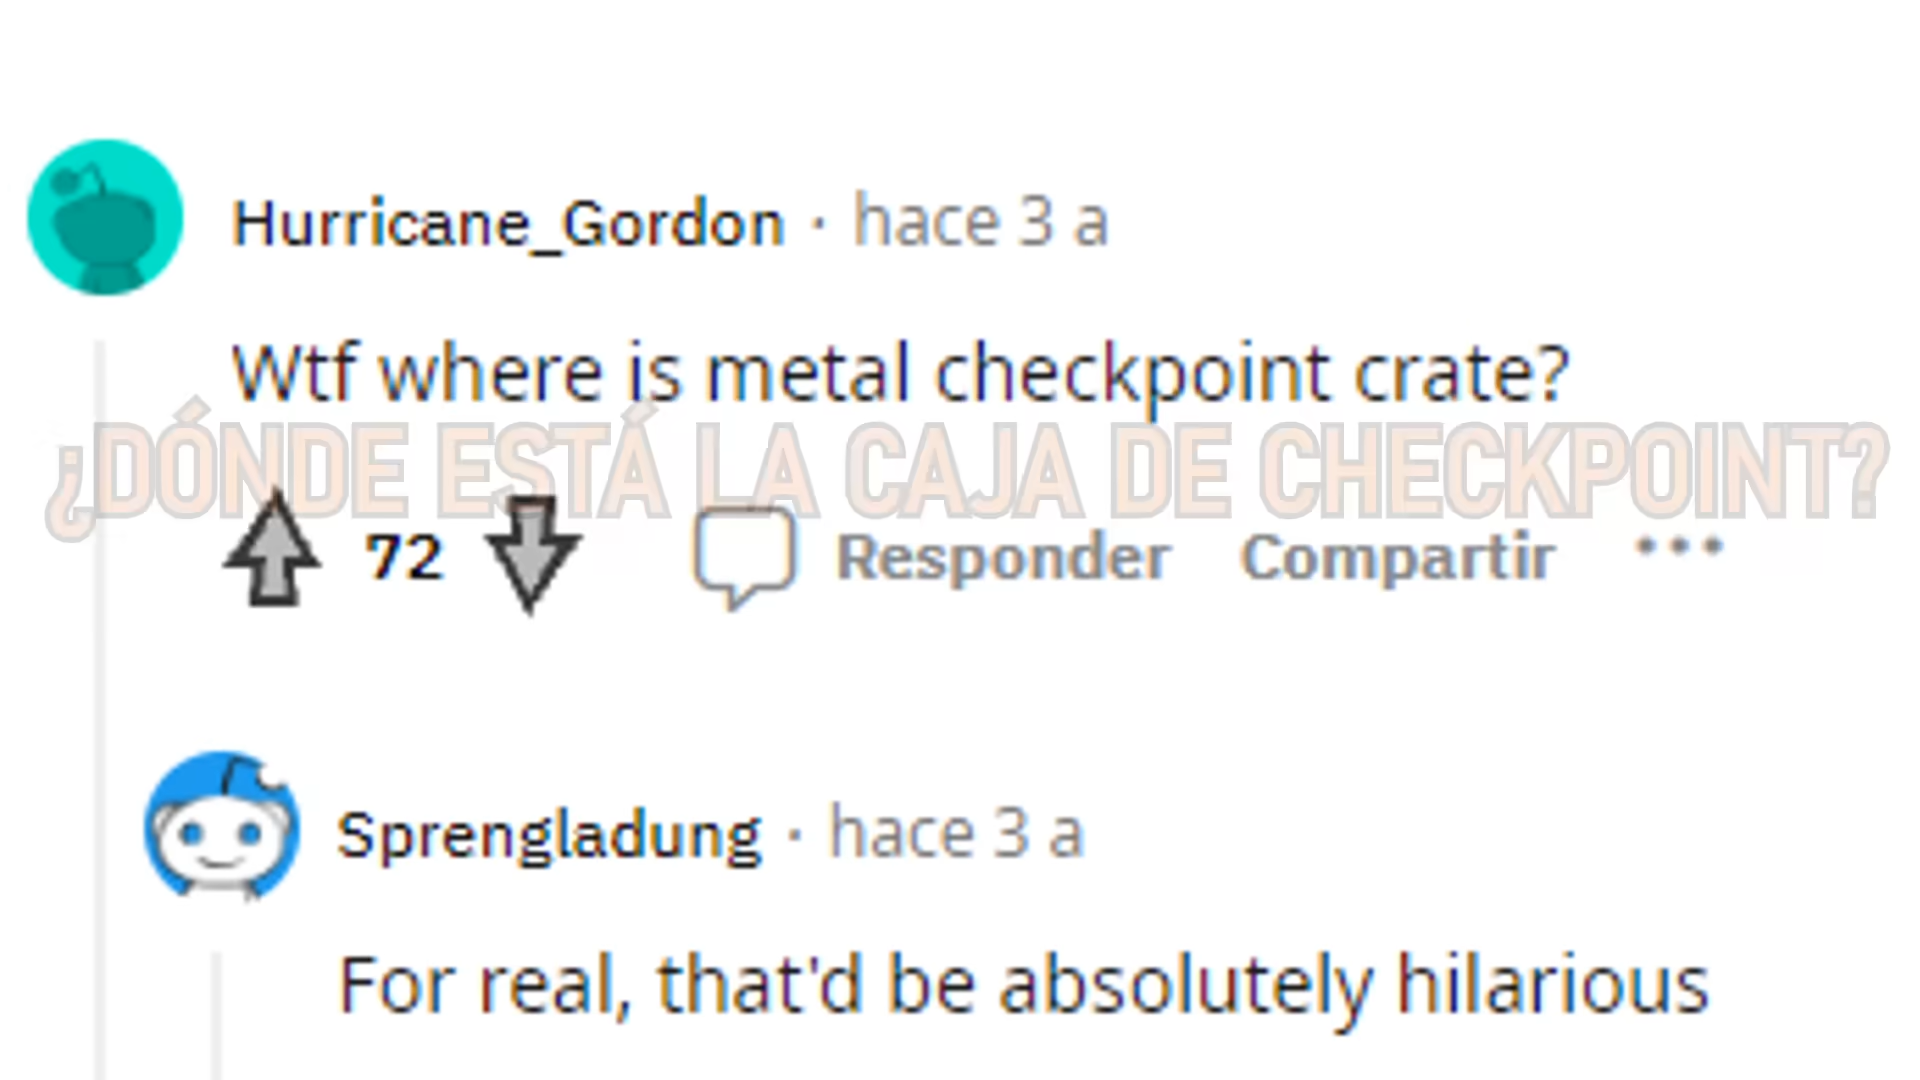 Hurricane_Gordon · hace 3 a
Wtf where is metal checkpoint crate?
¿DÓNDE ESTÁ LA CAJA DE CHECKPOINT?
72 Responder Compartir ...
Sprengladung · hace 3 a
For real, that'd be absolutely hilarious